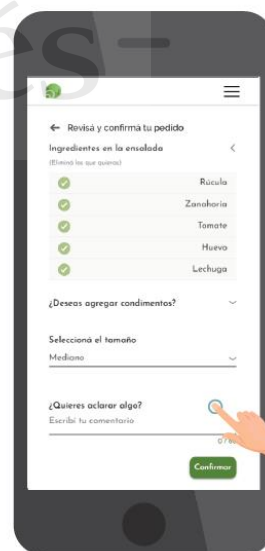 és
Revisá y confirmá tu pedido
Ingredientes en la ensalada
(Eliminá los que quieras)
Rúcula
Zanahoria
Tomate
Huevo
Lechuga
¿Deseas agregar condimentos?
Seleccioná el tamaño
Mediano
¿Quieres aclarar algo?
Escribí tu comentario
Confirmar